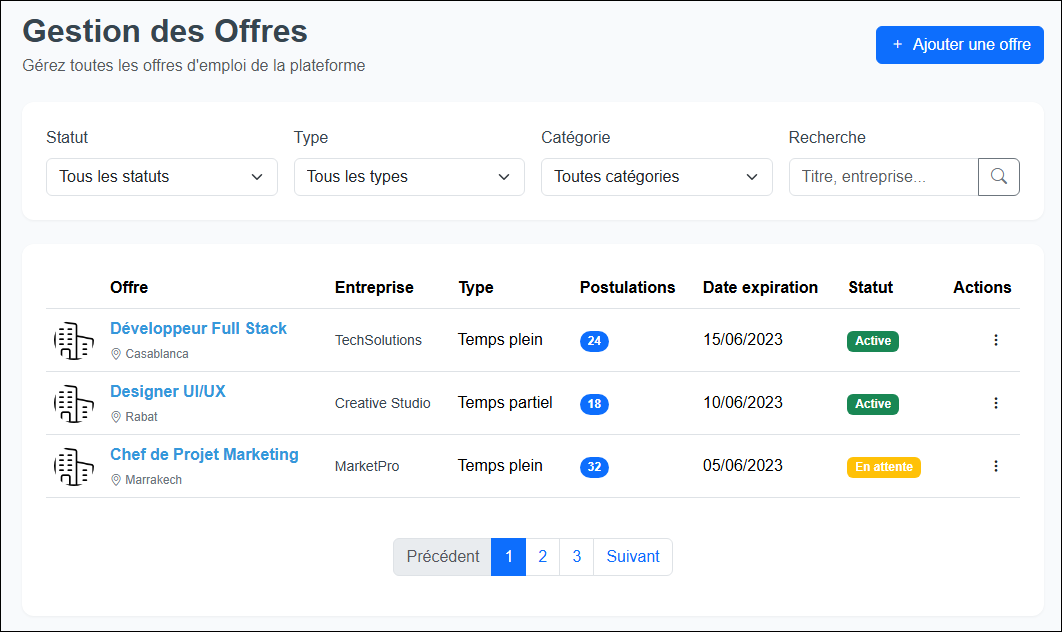 Gestion des Offres
Gérez toutes les offres d'emploi de la plateforme
+ Ajouter une offre
Statut Type Catégorie Recherche
Tous les statuts Tous les types Toutes catégories Titre, entreprise...
Offre Entreprise Type Postulations Date expiration Statut Actions
Développeur Full Stack
Casablanca
TechSolutions Temps plein 24 15/06/2023 Active
Designer UI/UX
Rabat
Creative Studio Temps partiel 18 10/06/2023 Active
Chef de Projet Marketing
Marrakech
MarketPro Temps plein 32 05/06/2023 En attente
Précédent 1 2 3 Suivant